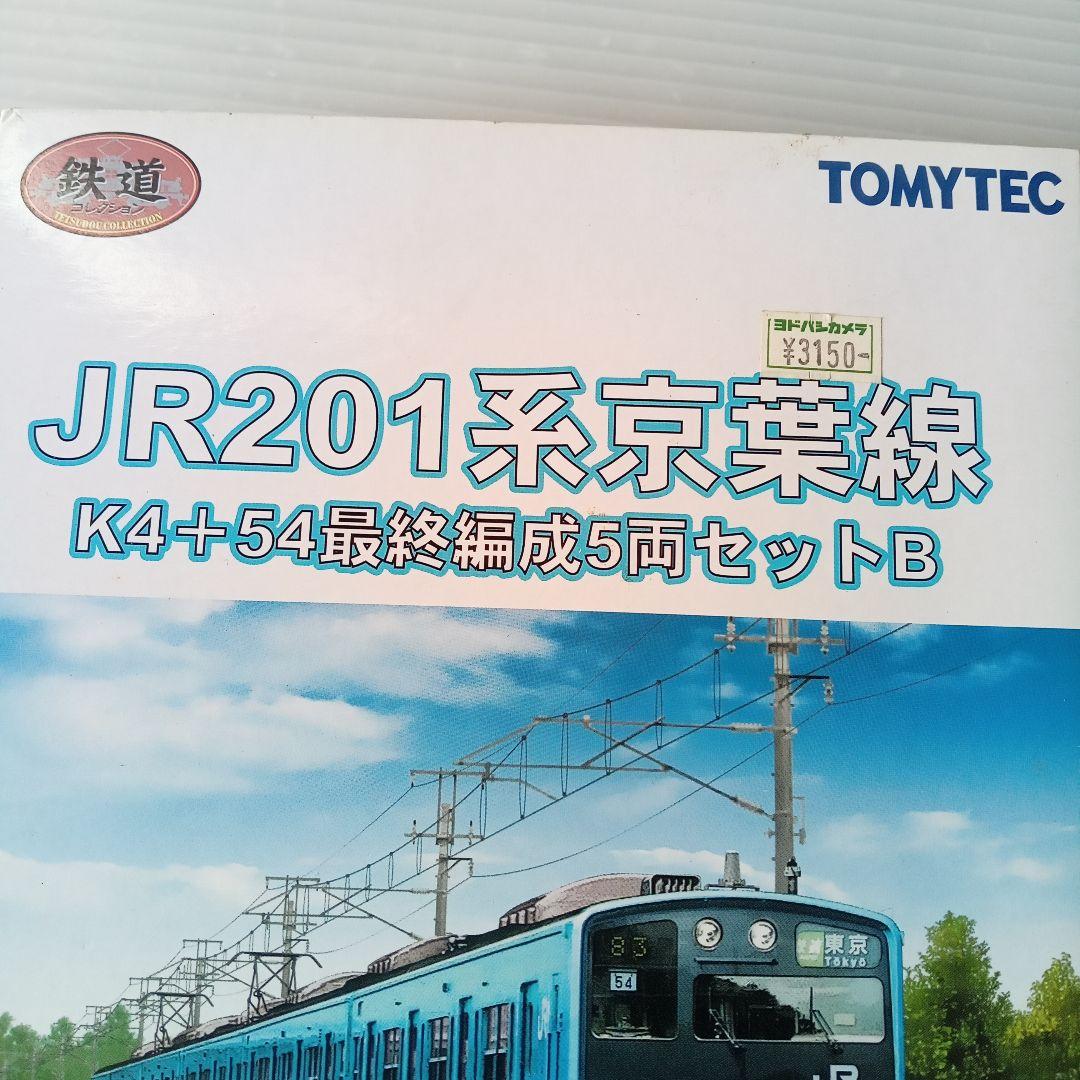 鉄道
コレクション
TETSUDOU COLLECTION
TOMYTEC
ヨドバシカメラ
¥3150-
JR201系京葉線
K4+54最終編成5両セットB
83
54
東京
Tōkyō
JR